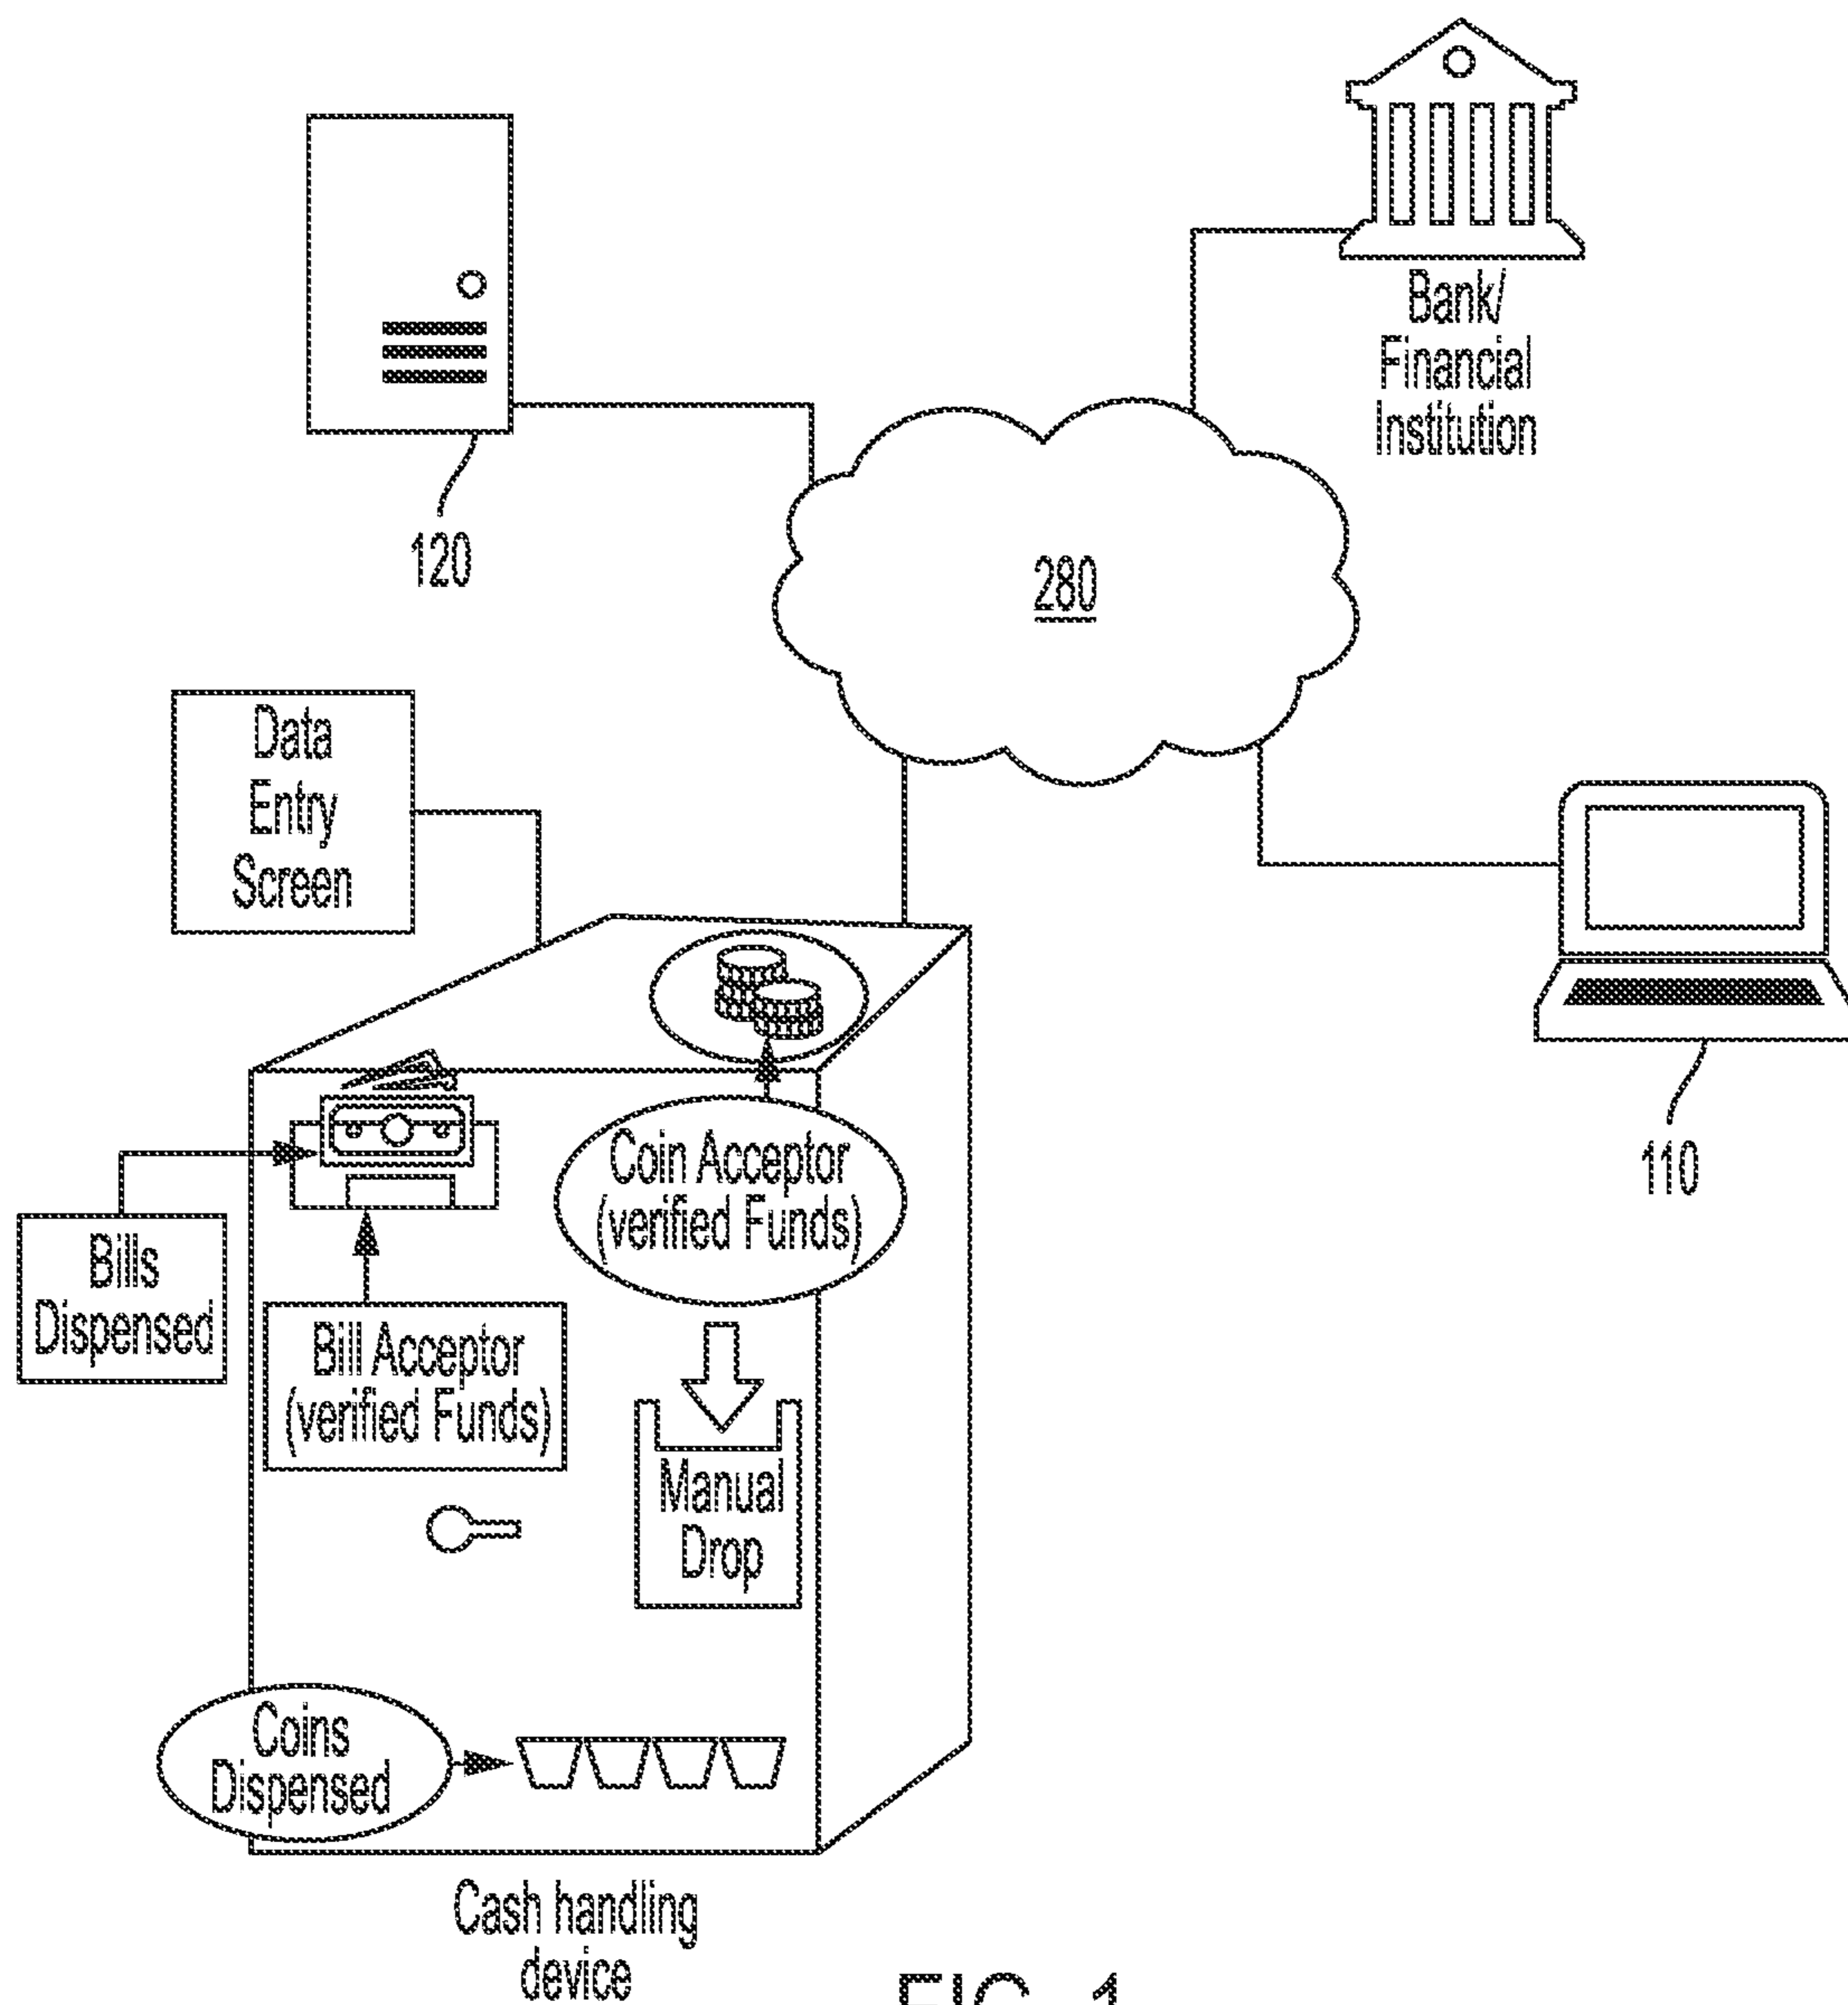 Bank/
Financial
Institution
120
280
Data
Entry
Screen
110
Coin Acceptor
(verified Funds)
Bills
Dispensed
Bill Acceptor
(verified Funds)
Manual
Drop
Coins
Dispensed
Cash handling
device
FIG. 1